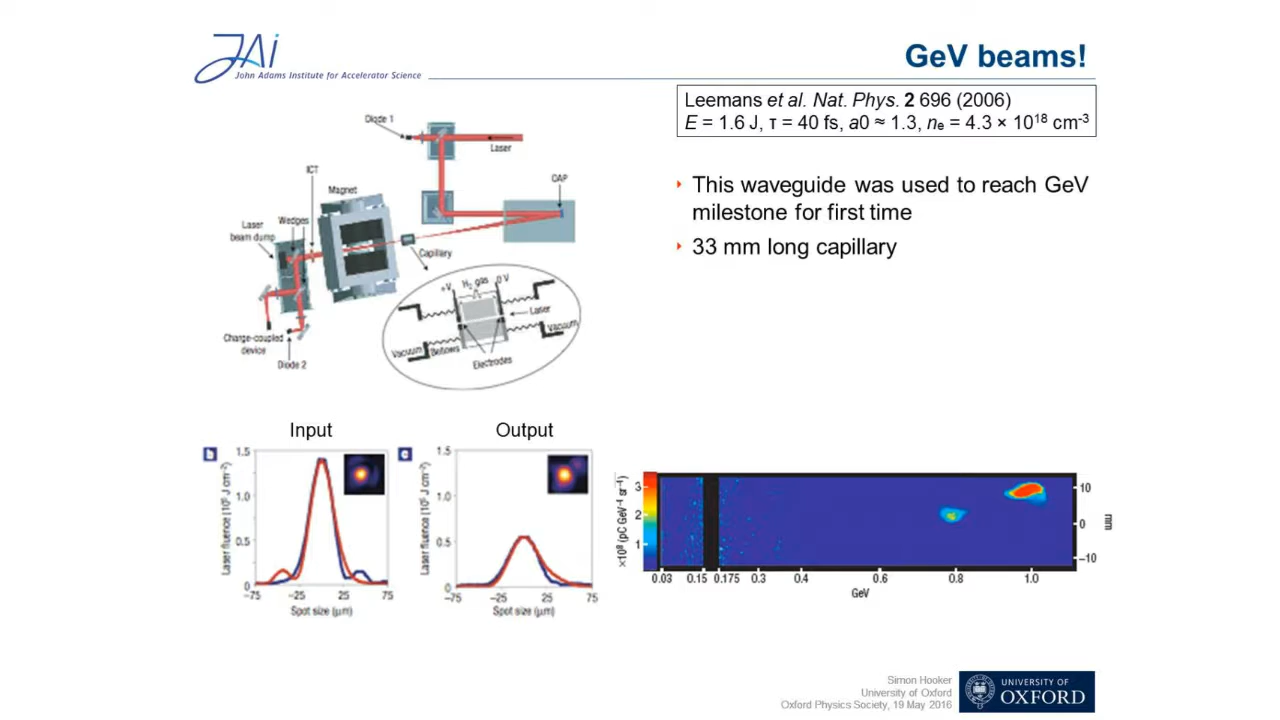 JAi
John Adams Institute for Accelerator Science
GeV beams!
Leemans et al. Nat. Phys. 2 696 (2006)
E = 1.6 J, τ = 40 fs, a0 ≈ 1.3, nₑ = 4.3 × 10¹⁸ cm⁻³
This waveguide was used to reach GeV
milestone for first time
33 mm long capillary
Diode 1
Laser
OAP
ICT
Magnet
Wedges
Laser
beam dump
Capillary
+V
H₂ gas
0 V
Laser
Vacuum
Vacuum
Bellows
Electrodes
Charge-coupled
device
Diode 2
Input
Output
b
Laser fluence (10⁵ J cm⁻²)
1.5
1.0
0.5
0
−75
−25
25
75
Spot size (μm)
c
Laser fluence (10⁵ J cm⁻²)
1.5
1.0
0.5
0
−75
−25
25
75
Spot size (μm)
×10⁸ (pC GeV⁻¹ sr⁻¹)
3
2
1
10
0
−10
mm
0.03
0.15
0.175
0.3
0.4
0.6
0.8
1.0
GeV
Simon Hooker
University of Oxford
Oxford Physics Society, 19 May 2016
UNIVERSITY OF
OXFORD